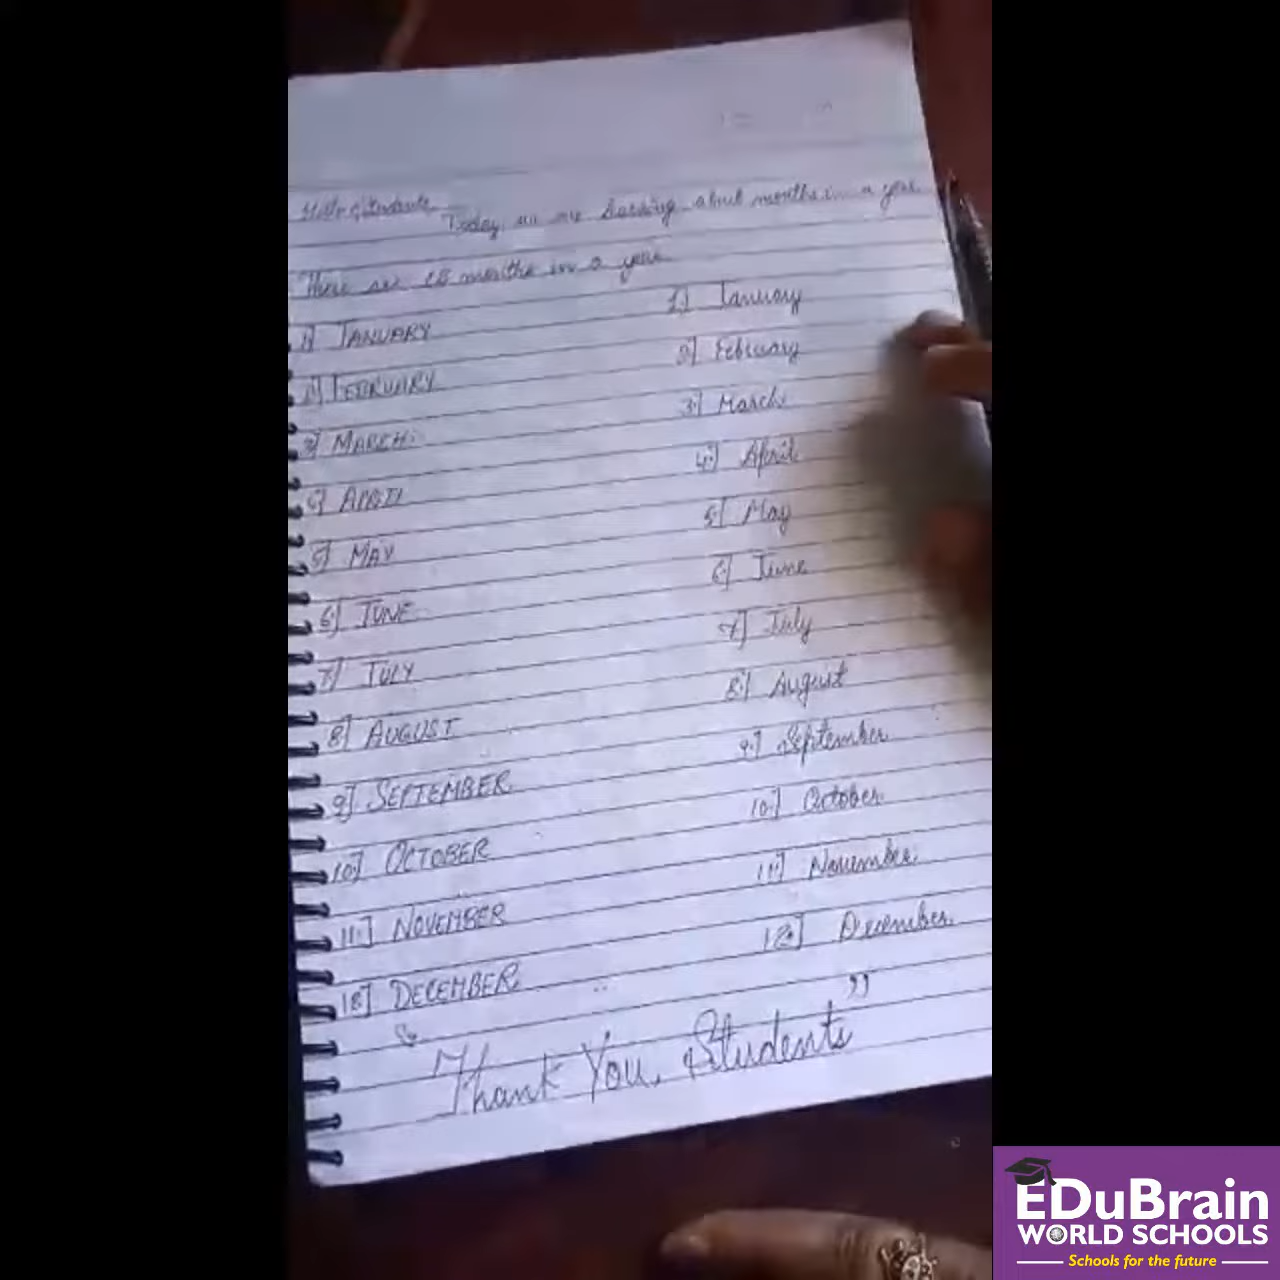 Hello Students
Today, we are learning about months in a year
There are 12 months in a year
1] JANUARY 1.] January
2] FEBRUARY 2] February
3] MARCH 3.] March
4] APRIL 4.] April
5] MAY 5.] May
6.] JUNE 6.] June
7.] JULY 7.] July
8] AUGUST 8.] August
9] SEPTEMBER 9.] September
10.] OCTOBER 10.] October
11.] NOVEMBER 11.] November
12] DECEMBER 12.] December
"Thank You, Students"
EDuBrain
WORLD SCHOOLS
Schools for the future